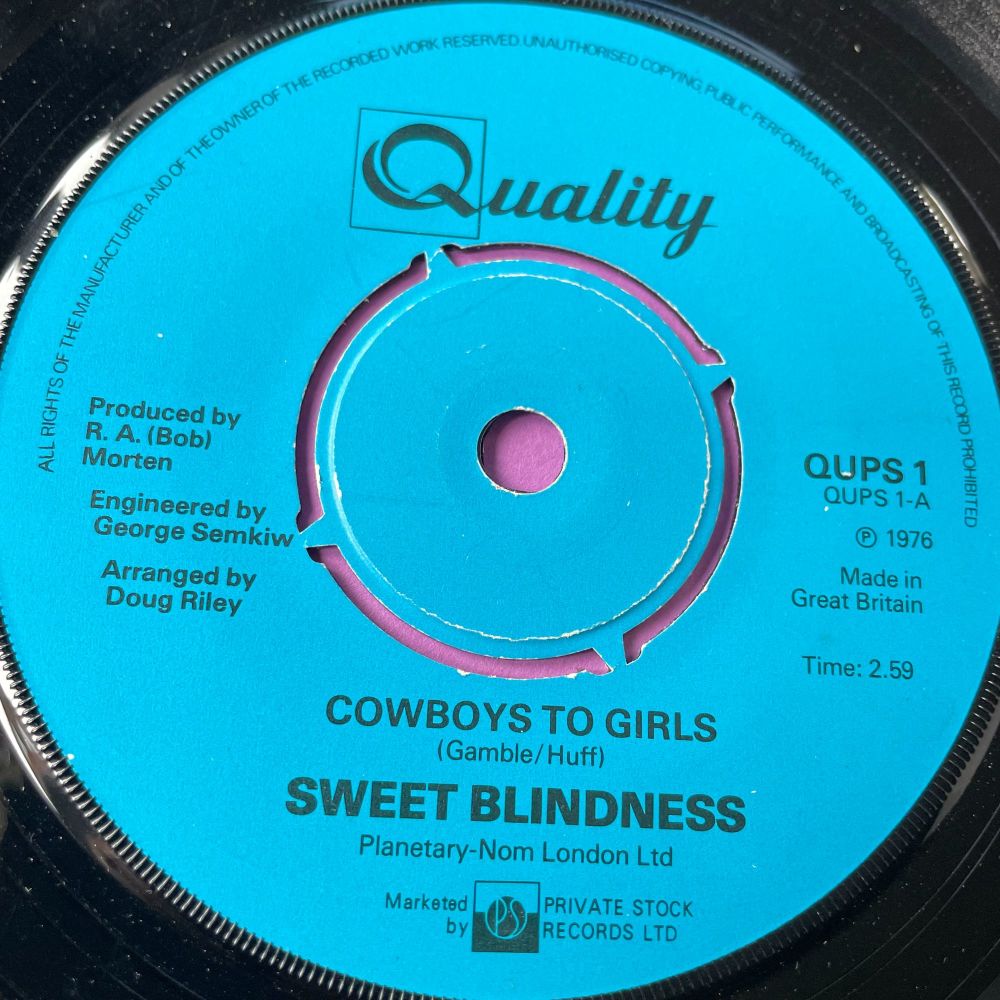 ALL RIGHTS OF THE MANUFACTURER AND OF THE OWNER OF THE RECORDED WORK RESERVED. UNAUTHORISED COPYING, PUBLIC PERFORMANCE AND BROADCASTING OF THIS RECORD PROHIBITED
Quality
Produced by
R. A. (Bob)
Morten
Engineered by
George Semkiw
Arranged by
Doug Riley
QUPS 1
QUPS 1-A
Ⓟ 1976
Made in
Great Britain
Time: 2.59
COWBOYS TO GIRLS
(Gamble/Huff)
SWEET BLINDNESS
Planetary-Nom London Ltd
Marketed
by
PS
PRIVATE STOCK
RECORDS LTD